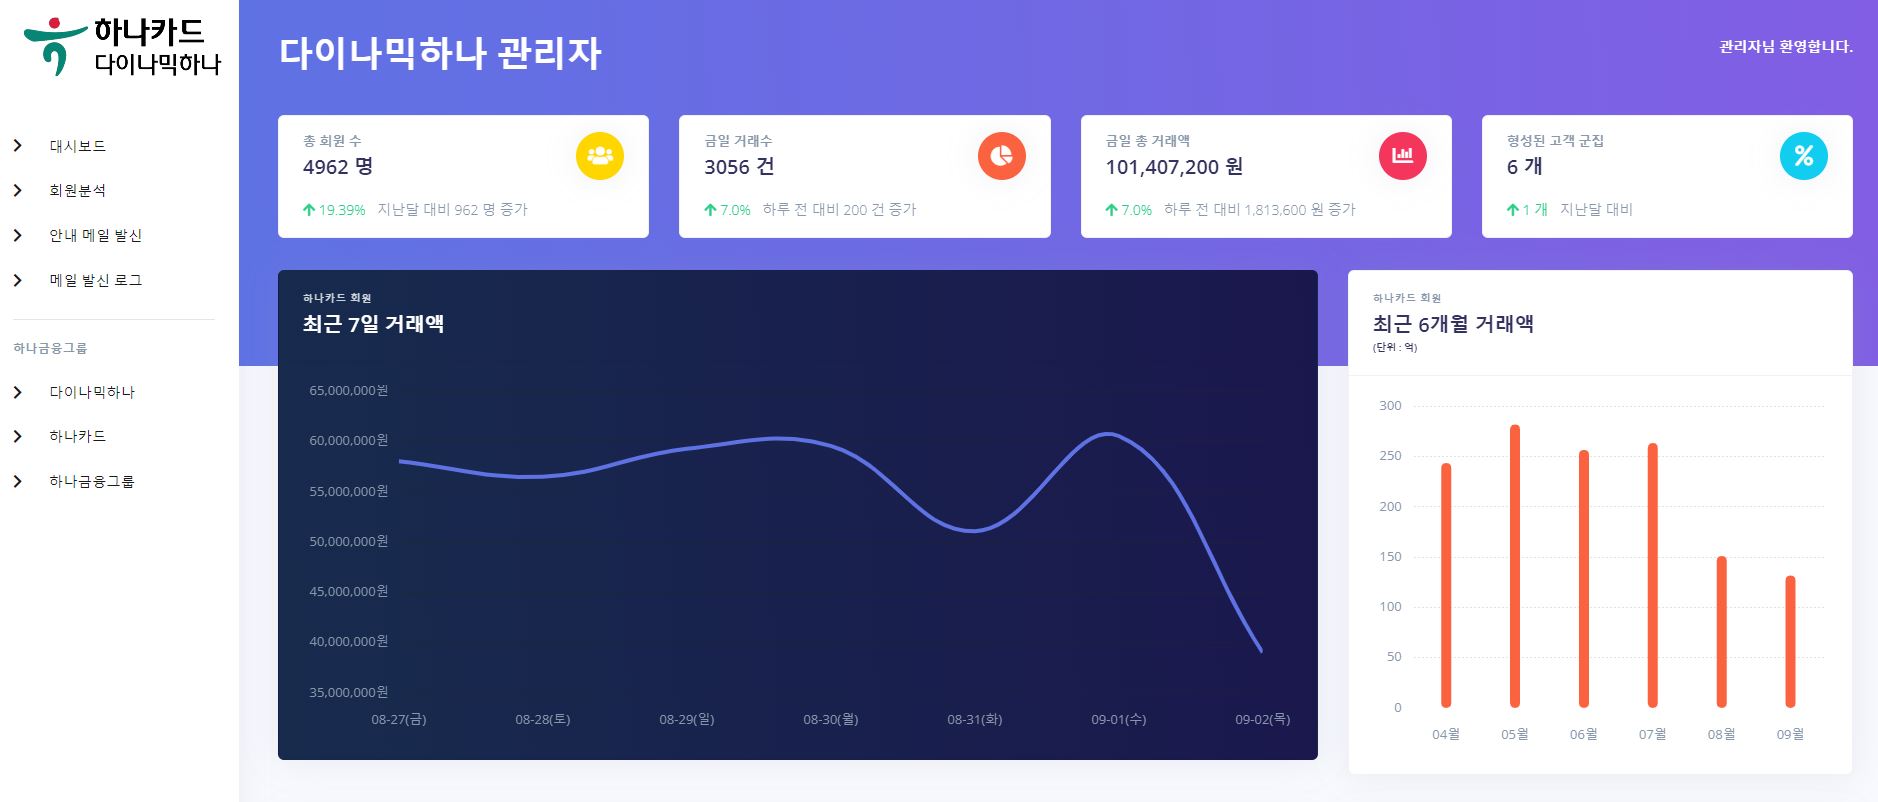 하나카드
다이나믹하나
대시보드
회원분석
안내 메일 발신
메일 발신 로그
하나금융그룹
다이나믹하나
하나카드
하나금융그룹
다이나믹하나 관리자
관리자님 환영합니다.
총 회원 수
4962 명
19.39% 지난달 대비 962 명 증가
금일 거래수
3056 건
7.0% 하루 전 대비 200 건 증가
금일 총 거래액
101,407,200 원
7.0% 하루 전 대비 1,813,600 원 증가
형성된 고객 군집
6 개
1 개 지난달 대비
하나카드 회원
최근 7일 거래액
65,000,000원
60,000,000원
55,000,000원
50,000,000원
45,000,000원
40,000,000원
35,000,000원
08-27(금) 08-28(토) 08-29(일) 08-30(월) 08-31(화) 09-01(수) 09-02(목)
하나카드 회원
최근 6개월 거래액
(단위 : 억)
300
250
200
150
100
50
0
04월 05월 06월 07월 08월 09월